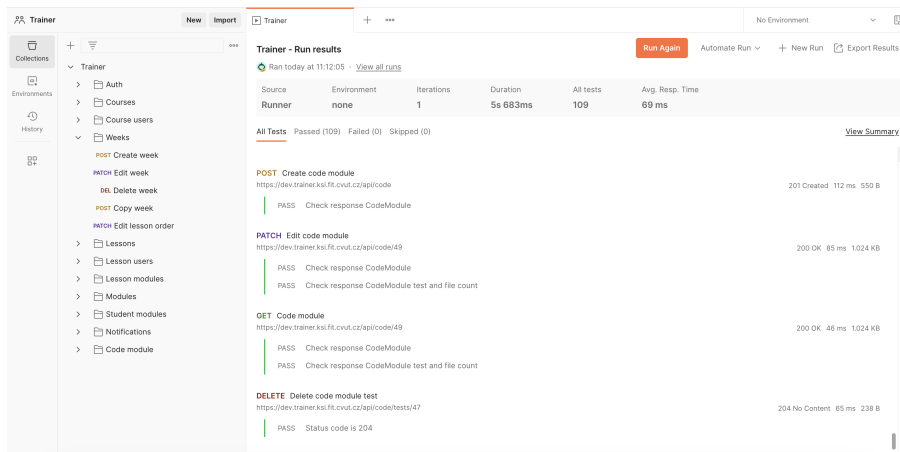 Trainer
New
Import
Trainer
No Environment
Collections
Environments
History
Trainer
Auth
Courses
Course users
Weeks
POST Create week
PATCH Edit week
DEL Delete week
POST Copy week
PATCH Edit lesson order
Lessons
Lesson users
Lesson modules
Modules
Student modules
Notifications
Code module
Trainer - Run results
Run Again
Automate Run
New Run
Export Results
Ran today at 11:12:05 · View all runs
Source Environment Iterations Duration All tests Avg. Resp. Time
Runner none 1 5s 683ms 109 69 ms
All Tests Passed (109) Failed (0) Skipped (0) View Summary
POST Create code module
https://dev.trainer.ksi.fit.cvut.cz/api/code 201 Created 112 ms 550 B
PASS Check response CodeModule
PATCH Edit code module
https://dev.trainer.ksi.fit.cvut.cz/api/code/49 200 OK 85 ms 1.024 KB
PASS Check response CodeModule
PASS Check response CodeModule test and file count
GET Code module
https://dev.trainer.ksi.fit.cvut.cz/api/code/49 200 OK 46 ms 1.024 KB
PASS Check response CodeModule
PASS Check response CodeModule test and file count
DELETE Delete code module test
https://dev.trainer.ksi.fit.cvut.cz/api/code/tests/47 204 No Content 65 ms 238 B
PASS Status code is 204